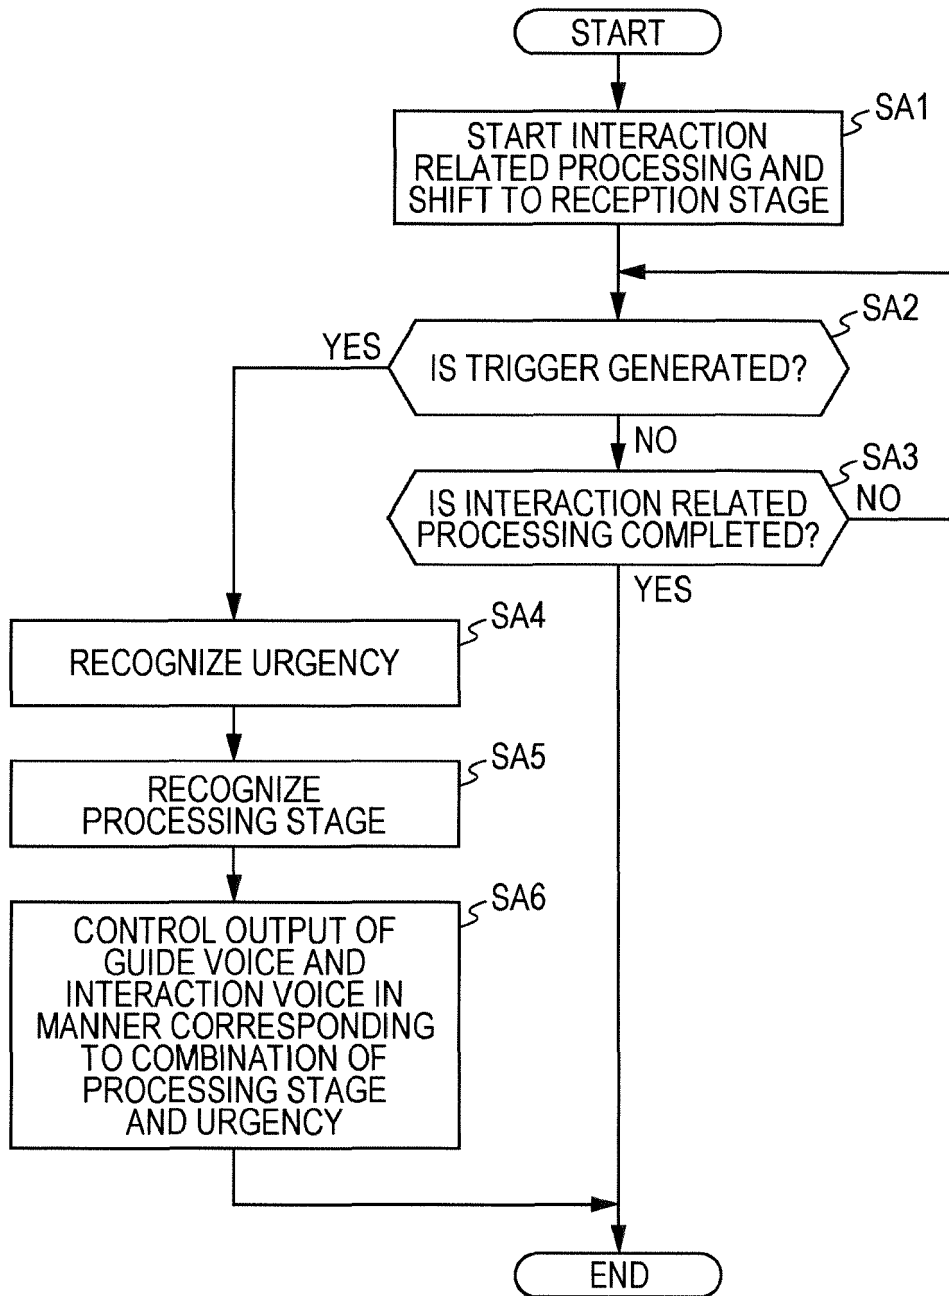 START
SA1
START INTERACTION
RELATED PROCESSING AND
SHIFT TO RECEPTION STAGE
SA2
YES
IS TRIGGER GENERATED?
NO
SA3
IS INTERACTION RELATED
PROCESSING COMPLETED?
NO
YES
SA4
RECOGNIZE URGENCY
SA5
RECOGNIZE
PROCESSING STAGE
SA6
CONTROL OUTPUT OF
GUIDE VOICE AND
INTERACTION VOICE IN
MANNER CORRESPONDING
TO COMBINATION OF
PROCESSING STAGE
AND URGENCY
END